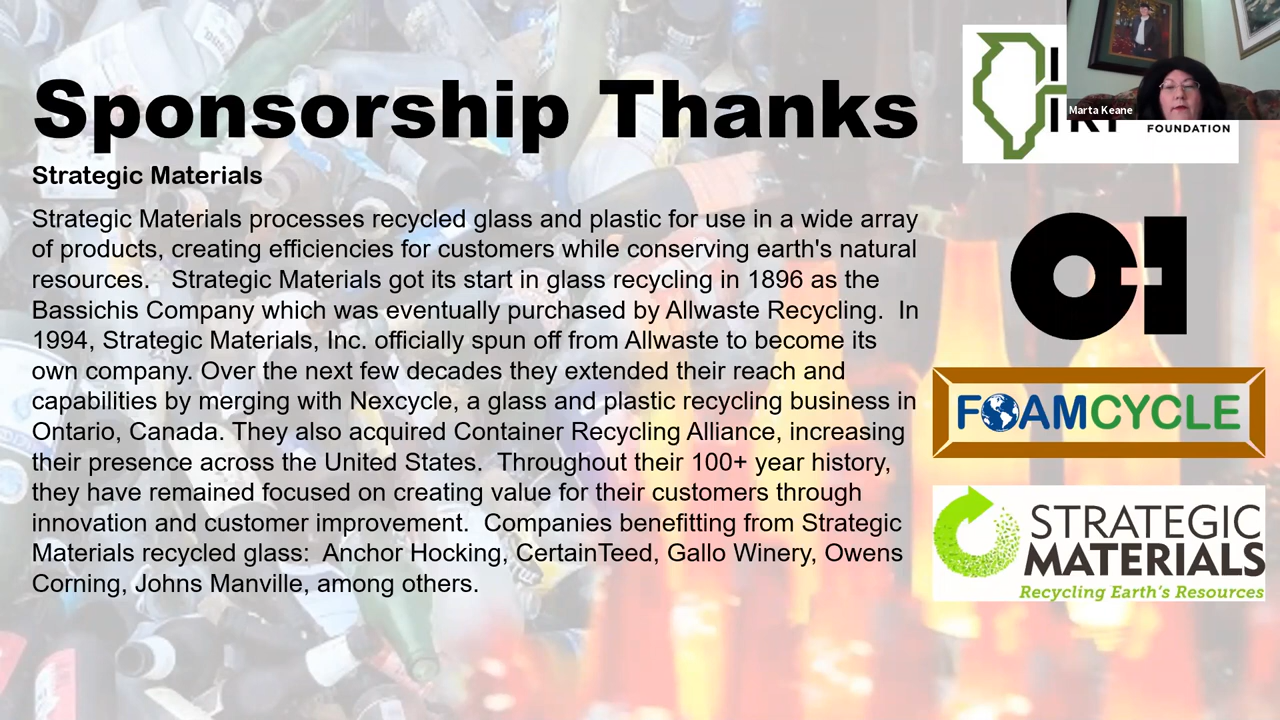 Sponsorship Thanks
Strategic Materials
Strategic Materials processes recycled glass and plastic for use in a wide array
of products, creating efficiencies for customers while conserving earth's natural
resources.   Strategic Materials got its start in glass recycling in 1896 as the
Bassichis Company which was eventually purchased by Allwaste Recycling.  In
1994, Strategic Materials, Inc. officially spun off from Allwaste to become its
own company. Over the next few decades they extended their reach and
capabilities by merging with Nexcycle, a glass and plastic recycling business in
Ontario, Canada. They also acquired Container Recycling Alliance, increasing
their presence across the United States.  Throughout their 100+ year history,
they have remained focused on creating value for their customers through
innovation and customer improvement.  Companies benefitting from Strategic
Materials recycled glass:  Anchor Hocking, CertainTeed, Gallo Winery, Owens
Corning, Johns Manville, among others.
Marta Keane
FOUNDATION
O-I
FOAMCYCLE
STRATEGIC
MATERIALS
Recycling Earth's Resources